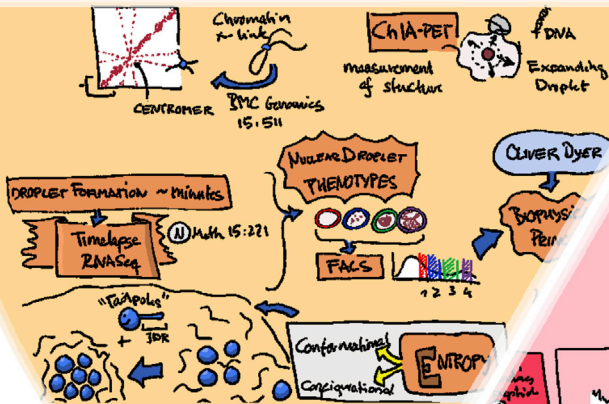 Chromatin
link
CENTROMER
BMC Genomics
15:511
ChIA-PET
measurement
of structure
DNA
Expanding
Droplet
DROPLET FORMATION ~ minutes
Timelapse
RNASeq
N Meth 15:221
NUCLEAR DROPLET
PHENOTYPES
FACS
1 2 3 4
OLIVER DYER
"Tadpoles"
+
IDR
Conformational
ENTROPY
Configurational